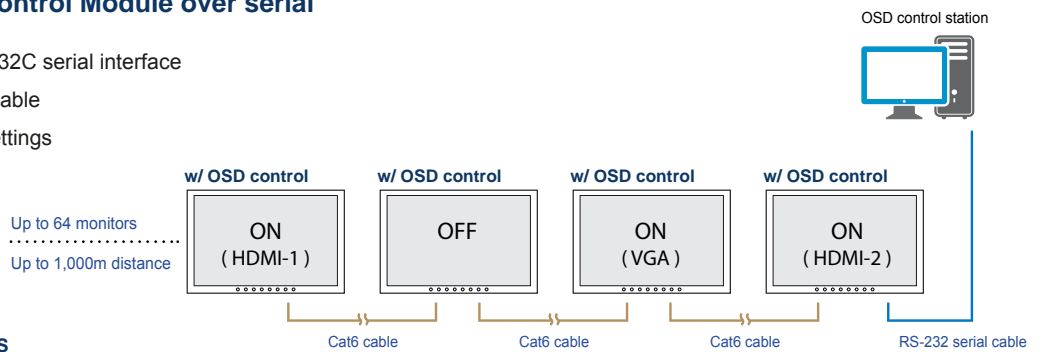 ontrol Module over serial
OSD control station
32C serial interface
able
ettings
w/ OSD control
w/ OSD control
w/ OSD control
w/ OSD control
Up to 64 monitors
Up to 1,000m distance
ON
( HDMI-1 )
OFF
ON
( VGA )
ON
( HDMI-2 )
Cat6 cable
Cat6 cable
Cat6 cable
RS-232 serial cable
s